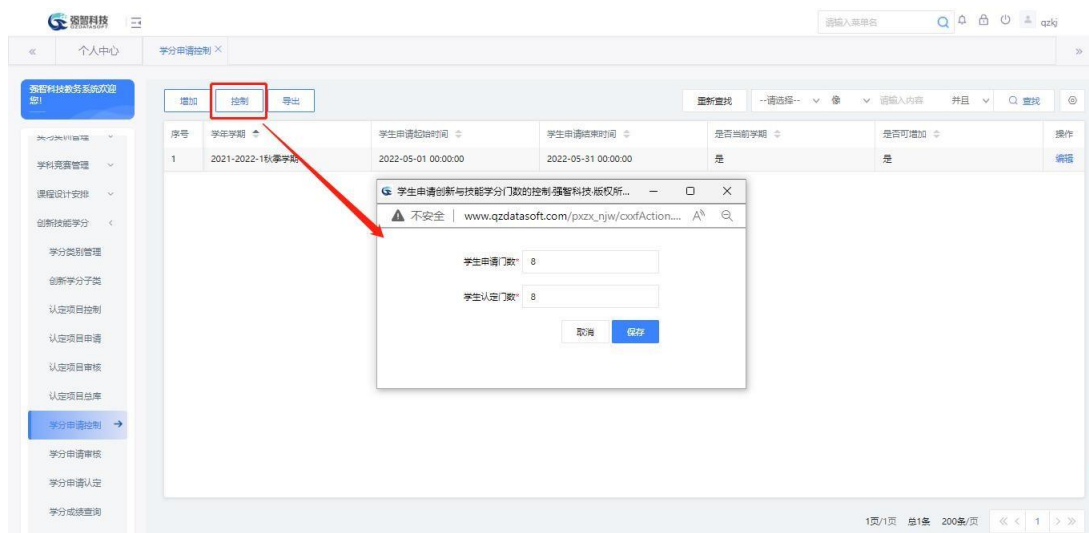 强智科技
QZDATASOFT
请输入菜单名
qzkj
个人中心
学分申请控制 ×
强智科技教务系统欢迎
您!
实习实训管理
学科竞赛管理
课程设计安排
创新技能学分
学分类别管理
创新学分子类
认定项目控制
认定项目申请
认定项目审核
认定项目总库
学分申请控制
学分申请审核
学分申请认定
学分成绩查询
增加 控制 导出 重新查找 --请选择-- 像 请输入内容 并且 查找
序号 学年学期 学生申请起始时间 学生申请结束时间 是否当前学期 是否可增加 操作
1 2021-2022-1秋季学期 2022-05-01 00:00:00 2022-05-31 00:00:00 是 是 编辑
学生申请创新与技能学分门数的控制-强智科技-版权所...
不安全 | www.qzdatasoft.com/pxzx_njw/cxxfAction....
学生申请门数* 8
学生认定门数* 8
取消 保存
1页/1页 总1条 200条/页 1